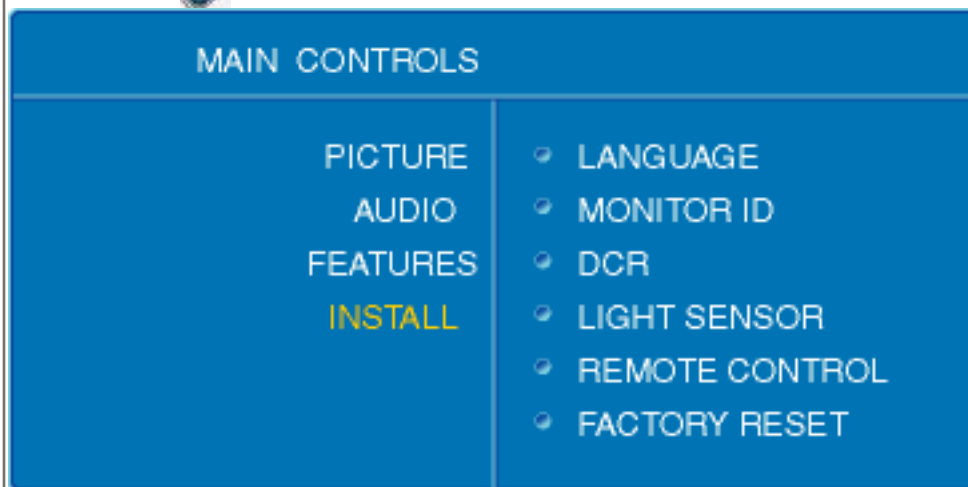 MAIN CONTROLS
PICTURE
AUDIO
FEATURES
INSTALL
LANGUAGE
MONITOR ID
DCR
LIGHT SENSOR
REMOTE CONTROL
FACTORY RESET